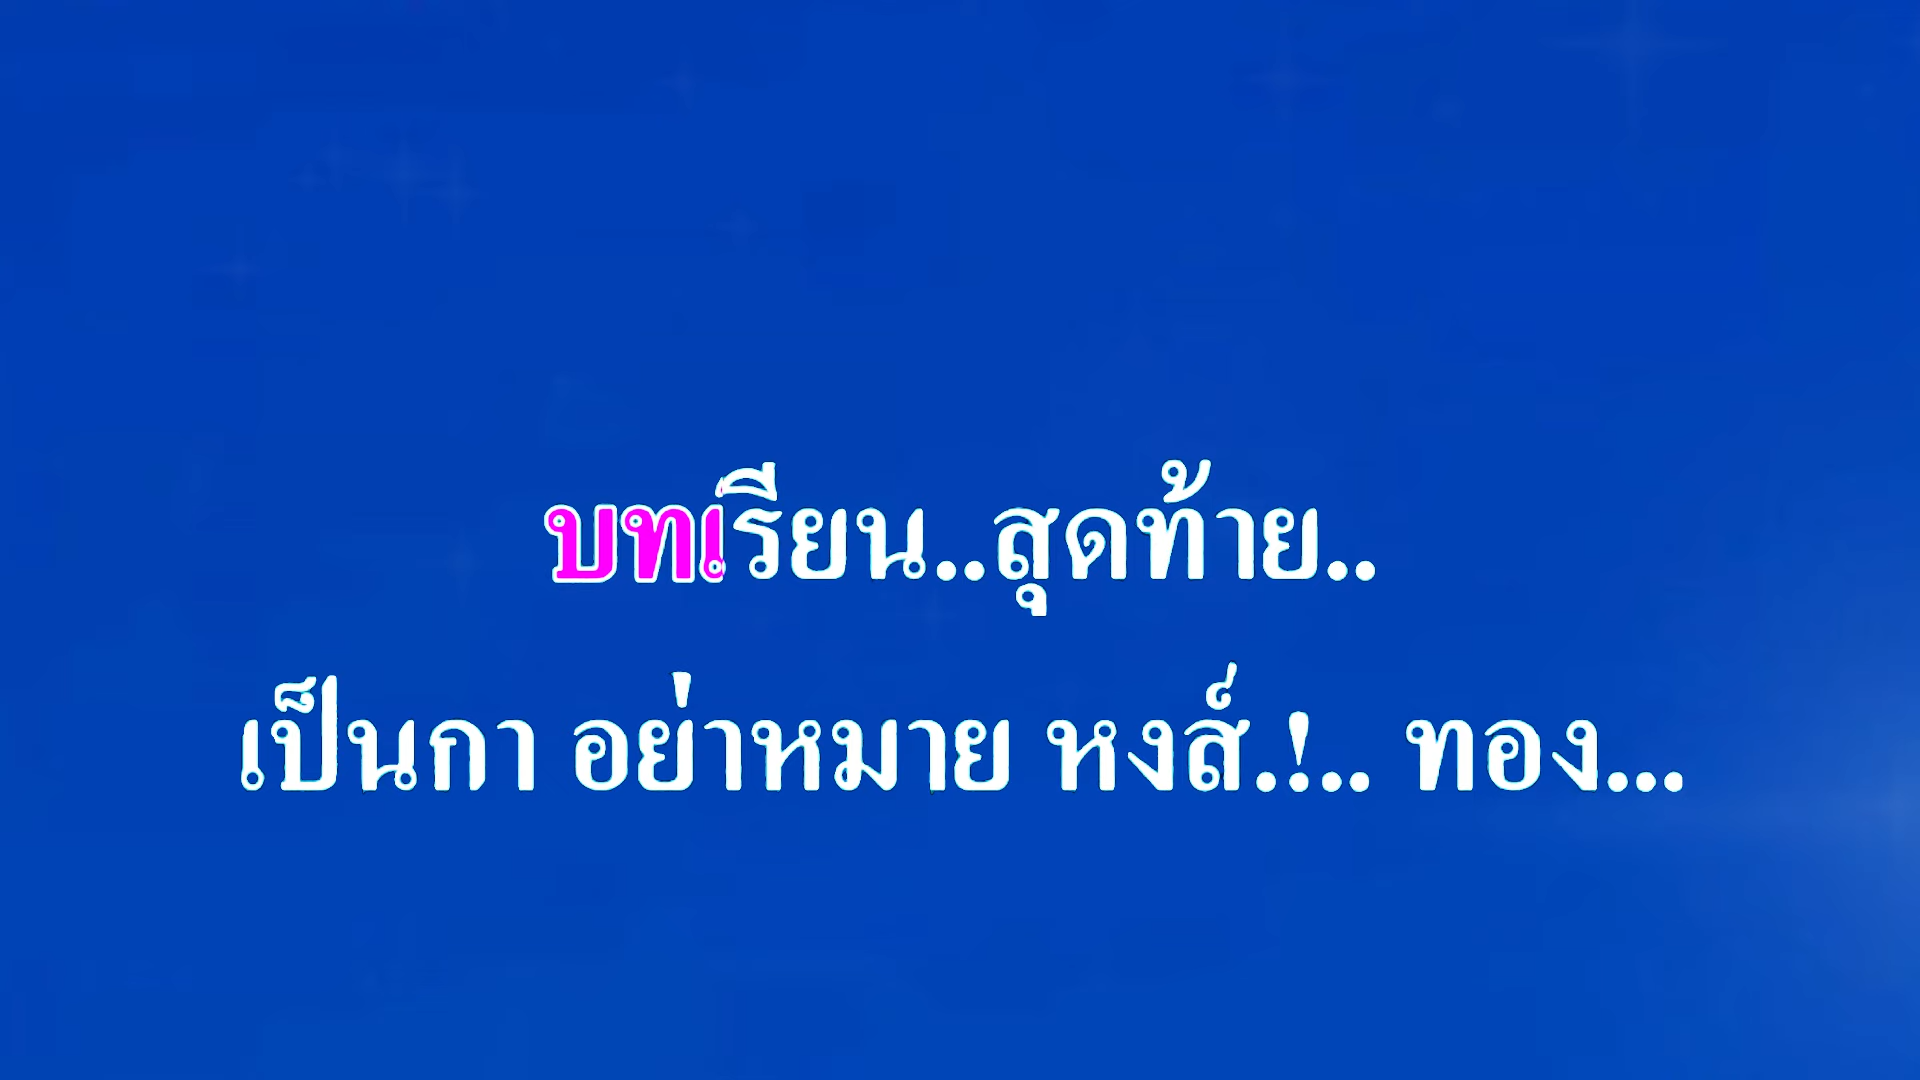 บทเรียน..สุดท้าย..
เป็นกา อย่าหมาย หงส์.!.. ทอง...